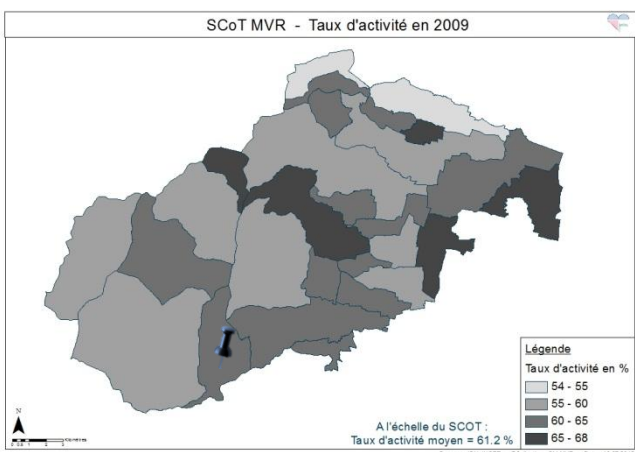 SCoT MVR - Taux d'activité en 2009
Légende
Taux d'activité en %
54 - 55
55 - 60
60 - 65
65 - 68
A l'échelle du SCOT :
Taux d'activité moyen = 61.2 %
N
Kilomètres